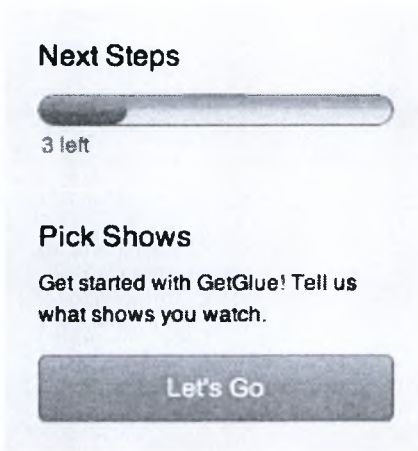 Next Steps
3 left
Pick Shows
Get started with GetGlue! Tell us
what shows you watch.
Let's Go